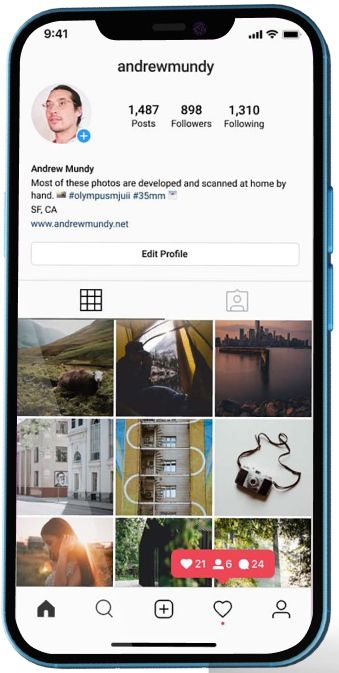 9:41
andrewmundy
1,487 898 1,310
Posts Followers Following
Andrew Mundy
Most of these photos are developed and scanned at home by
hand. 🎞 #olympusmjuii #35mm
SF, CA
www.andrewmundy.net
Edit Profile
21 6 24